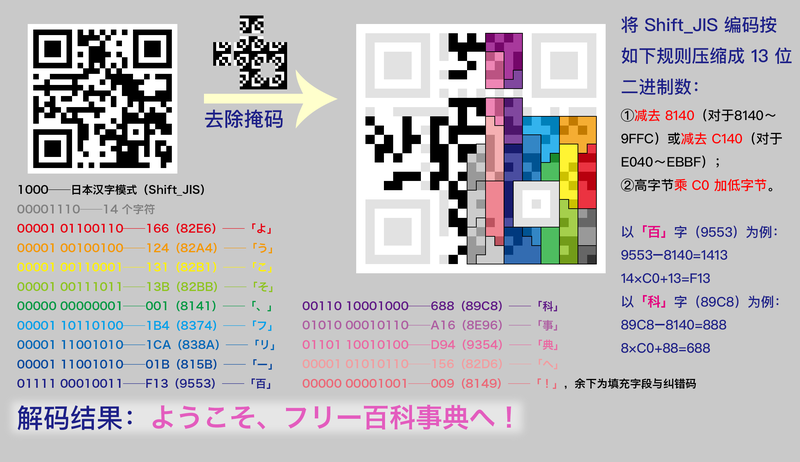 去除掩码
1000——日本汉字模式（Shift_JIS）
00001110——14 个字符
00001 01100110——166（82E6）——「よ」
00001 00100100——124（82A4）——「う」
00001 00110001——131（82B1）——「こ」
00001 00111011——13B（82BB）——「そ」
00000 00000001——001（8141）——「、」
00001 10110100——1B4（8374）——「フ」
00001 11001010——1CA（838A）——「リ」
00001 11001010——01B（815B）——「ー」
01111 00010011——F13（9553）——「百」
00110 10001000——688（89C8）——「科」
01010 00010110——A16（8E96）——「事」
01101 10010100——D94（9354）——「典」
00001 01010110——156（82D6）——「へ」
00000 00001001——009（8149）——「！」，余下为填充字段与纠错码
解码结果：ようこそ、フリー百科事典へ！
将 Shift_JIS 编码按
如下规则压缩成 13 位
二进制数：
①减去 8140（对于8140～
9FFC）或减去 C140（对于
E040～EBBF）；
②高字节乘 C0 加低字节。
以「百」字（9553）为例：
9553−8140=1413
14×C0+13=F13
以「科」字（89C8）为例：
89C8−8140=888
8×C0+88=688